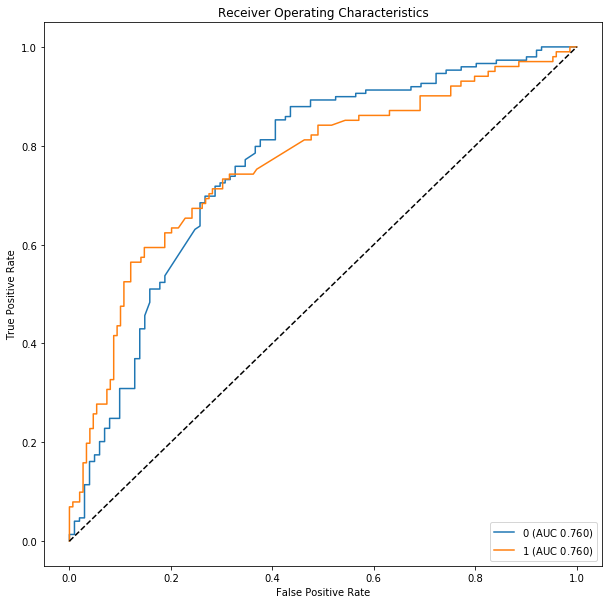 Receiver Operating Characteristics
True Positive Rate
1.0
0.8
0.6
0.4
0.2
0.0
0.0 0.2 0.4 0.6 0.8 1.0
False Positive Rate
0 (AUC 0.760)
1 (AUC 0.760)